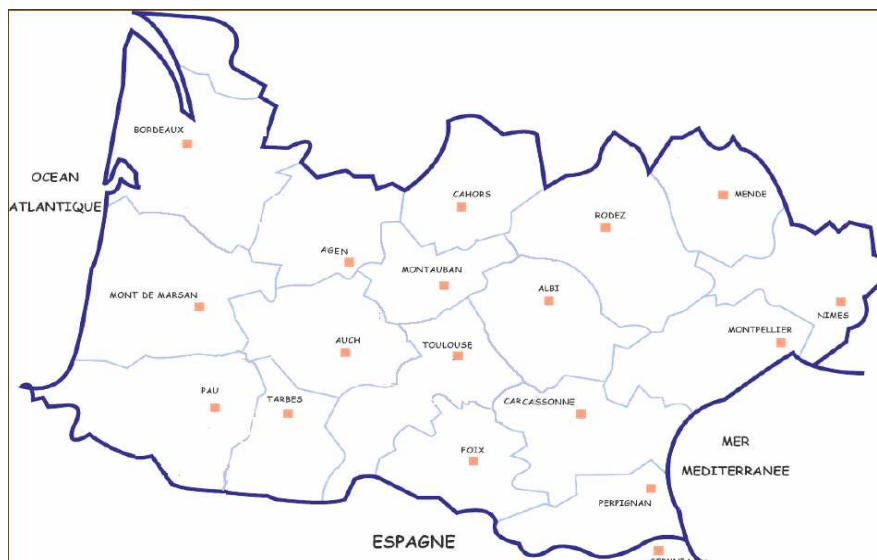 BORDEAUX
OCEAN
ATLANTIQUE
CAHORS
MENDE
RODEZ
AGEN
MONTAUBAN
ALBI
MONT DE MARSAN
NIMES
MONTPELLIER
AUCH
TOULOUSE
PAU
TARBES
CARCASSONNE
MER
MEDITERRANEE
FOIX
PERPIGNAN
ESPAGNE